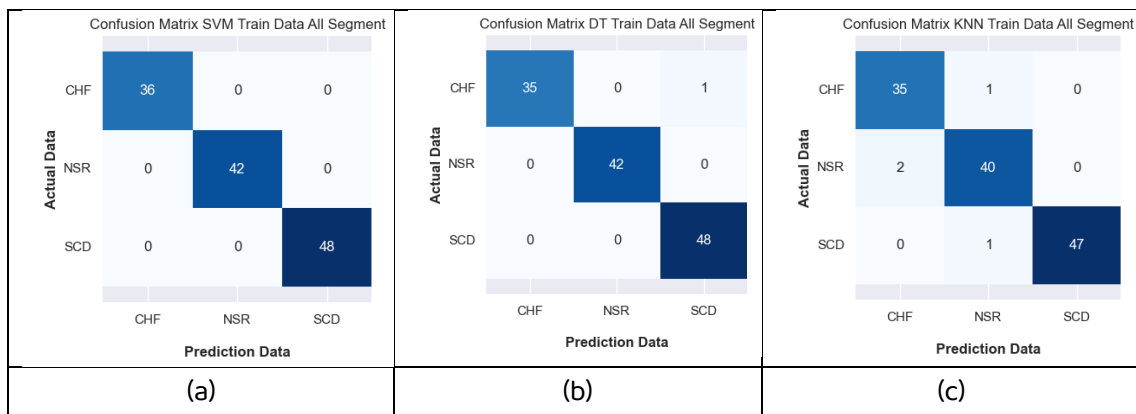 Confusion Matrix SVM Train Data All Segment
Actual Data
CHF 36 0 0
NSR 0 42 0
SCD 0 0 48
CHF NSR SCD
Prediction Data
(a)
Confusion Matrix DT Train Data All Segment
Actual Data
CHF 35 0 1
NSR 0 42 0
SCD 0 0 48
CHF NSR SCD
Prediction Data
(b)
Confusion Matrix KNN Train Data All Segment
Actual Data
CHF 35 1 0
NSR 2 40 0
SCD 0 1 47
CHF NSR SCD
Prediction Data
(c)